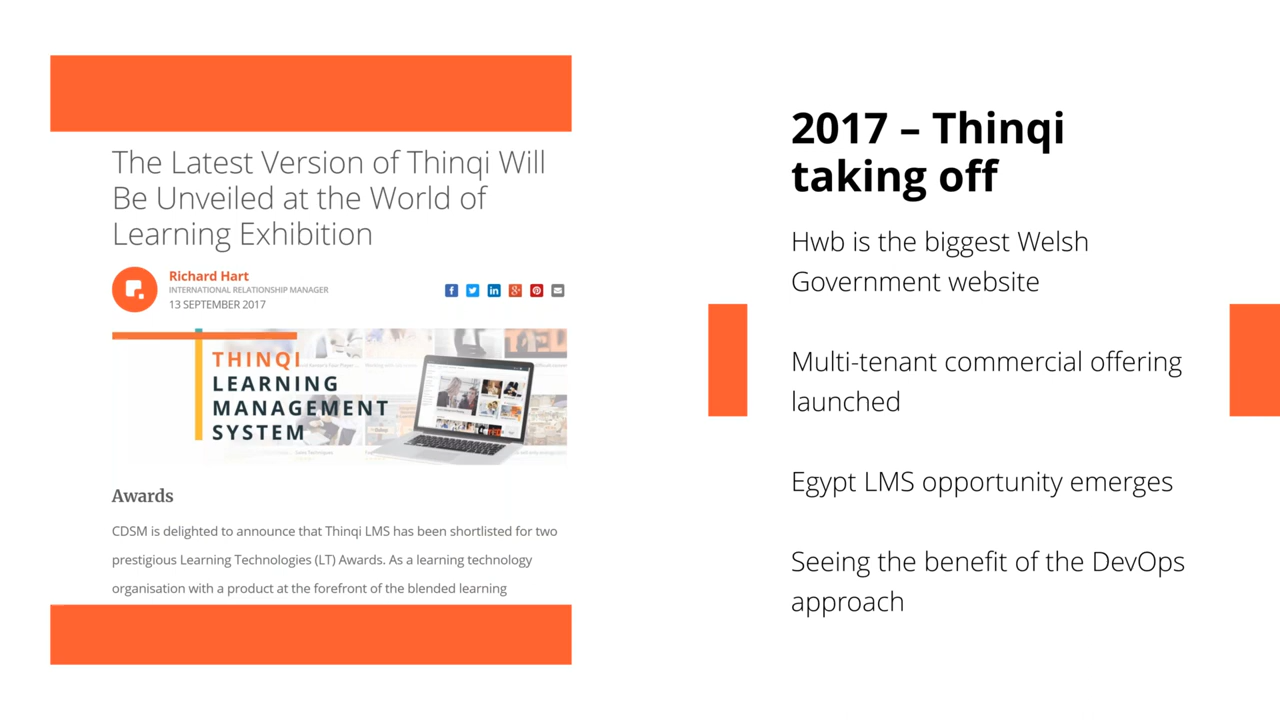 The Latest Version of Thinqi Will
Be Unveiled at the World of
Learning Exhibition
Richard Hart
INTERNATIONAL RELATIONSHIP MANAGER
13 SEPTEMBER 2017
THINQI
LEARNING
MANAGEMENT
SYSTEM
Awards
CDSM is delighted to announce that Thinqi LMS has been shortlisted for two
prestigious Learning Technologies (LT) Awards. As a learning technology
organisation with a product at the forefront of the blended learning
2017 – Thinqi
taking off
Hwb is the biggest Welsh
Government website
Multi-tenant commercial offering
launched
Egypt LMS opportunity emerges
Seeing the benefit of the DevOps
approach